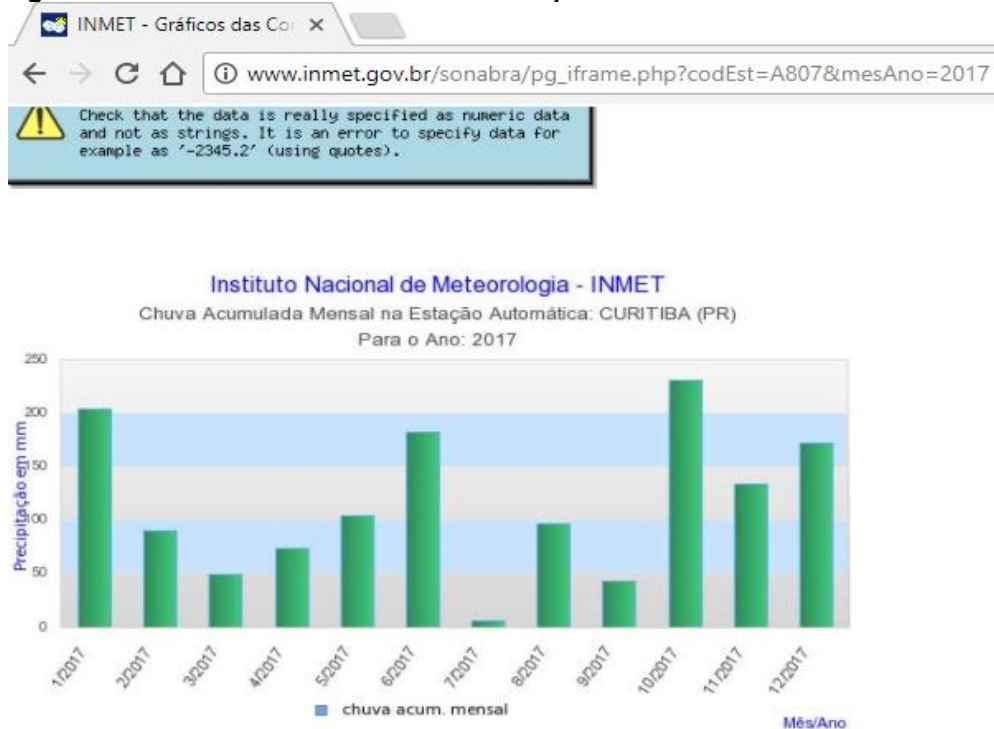 INMET - Gráficos das Co
www.inmet.gov.br/sonabra/pg_iframe.php?codEst=A807&mesAno=2017
Check that the data is really specified as numeric data
and not as strings. It is an error to specify data for
example as '-2345.2' (using quotes).
Instituto Nacional de Meteorologia - INMET
Chuva Acumulada Mensal na Estação Automática: CURITIBA (PR)
Para o Ano: 2017
Precipitação em mm
250
200
150
100
50
0
1/2017 2/2017 3/2017 4/2017 5/2017 6/2017 7/2017 8/2017 9/2017 10/2017 11/2017 12/2017
chuva acum. mensal
Mês/Ano